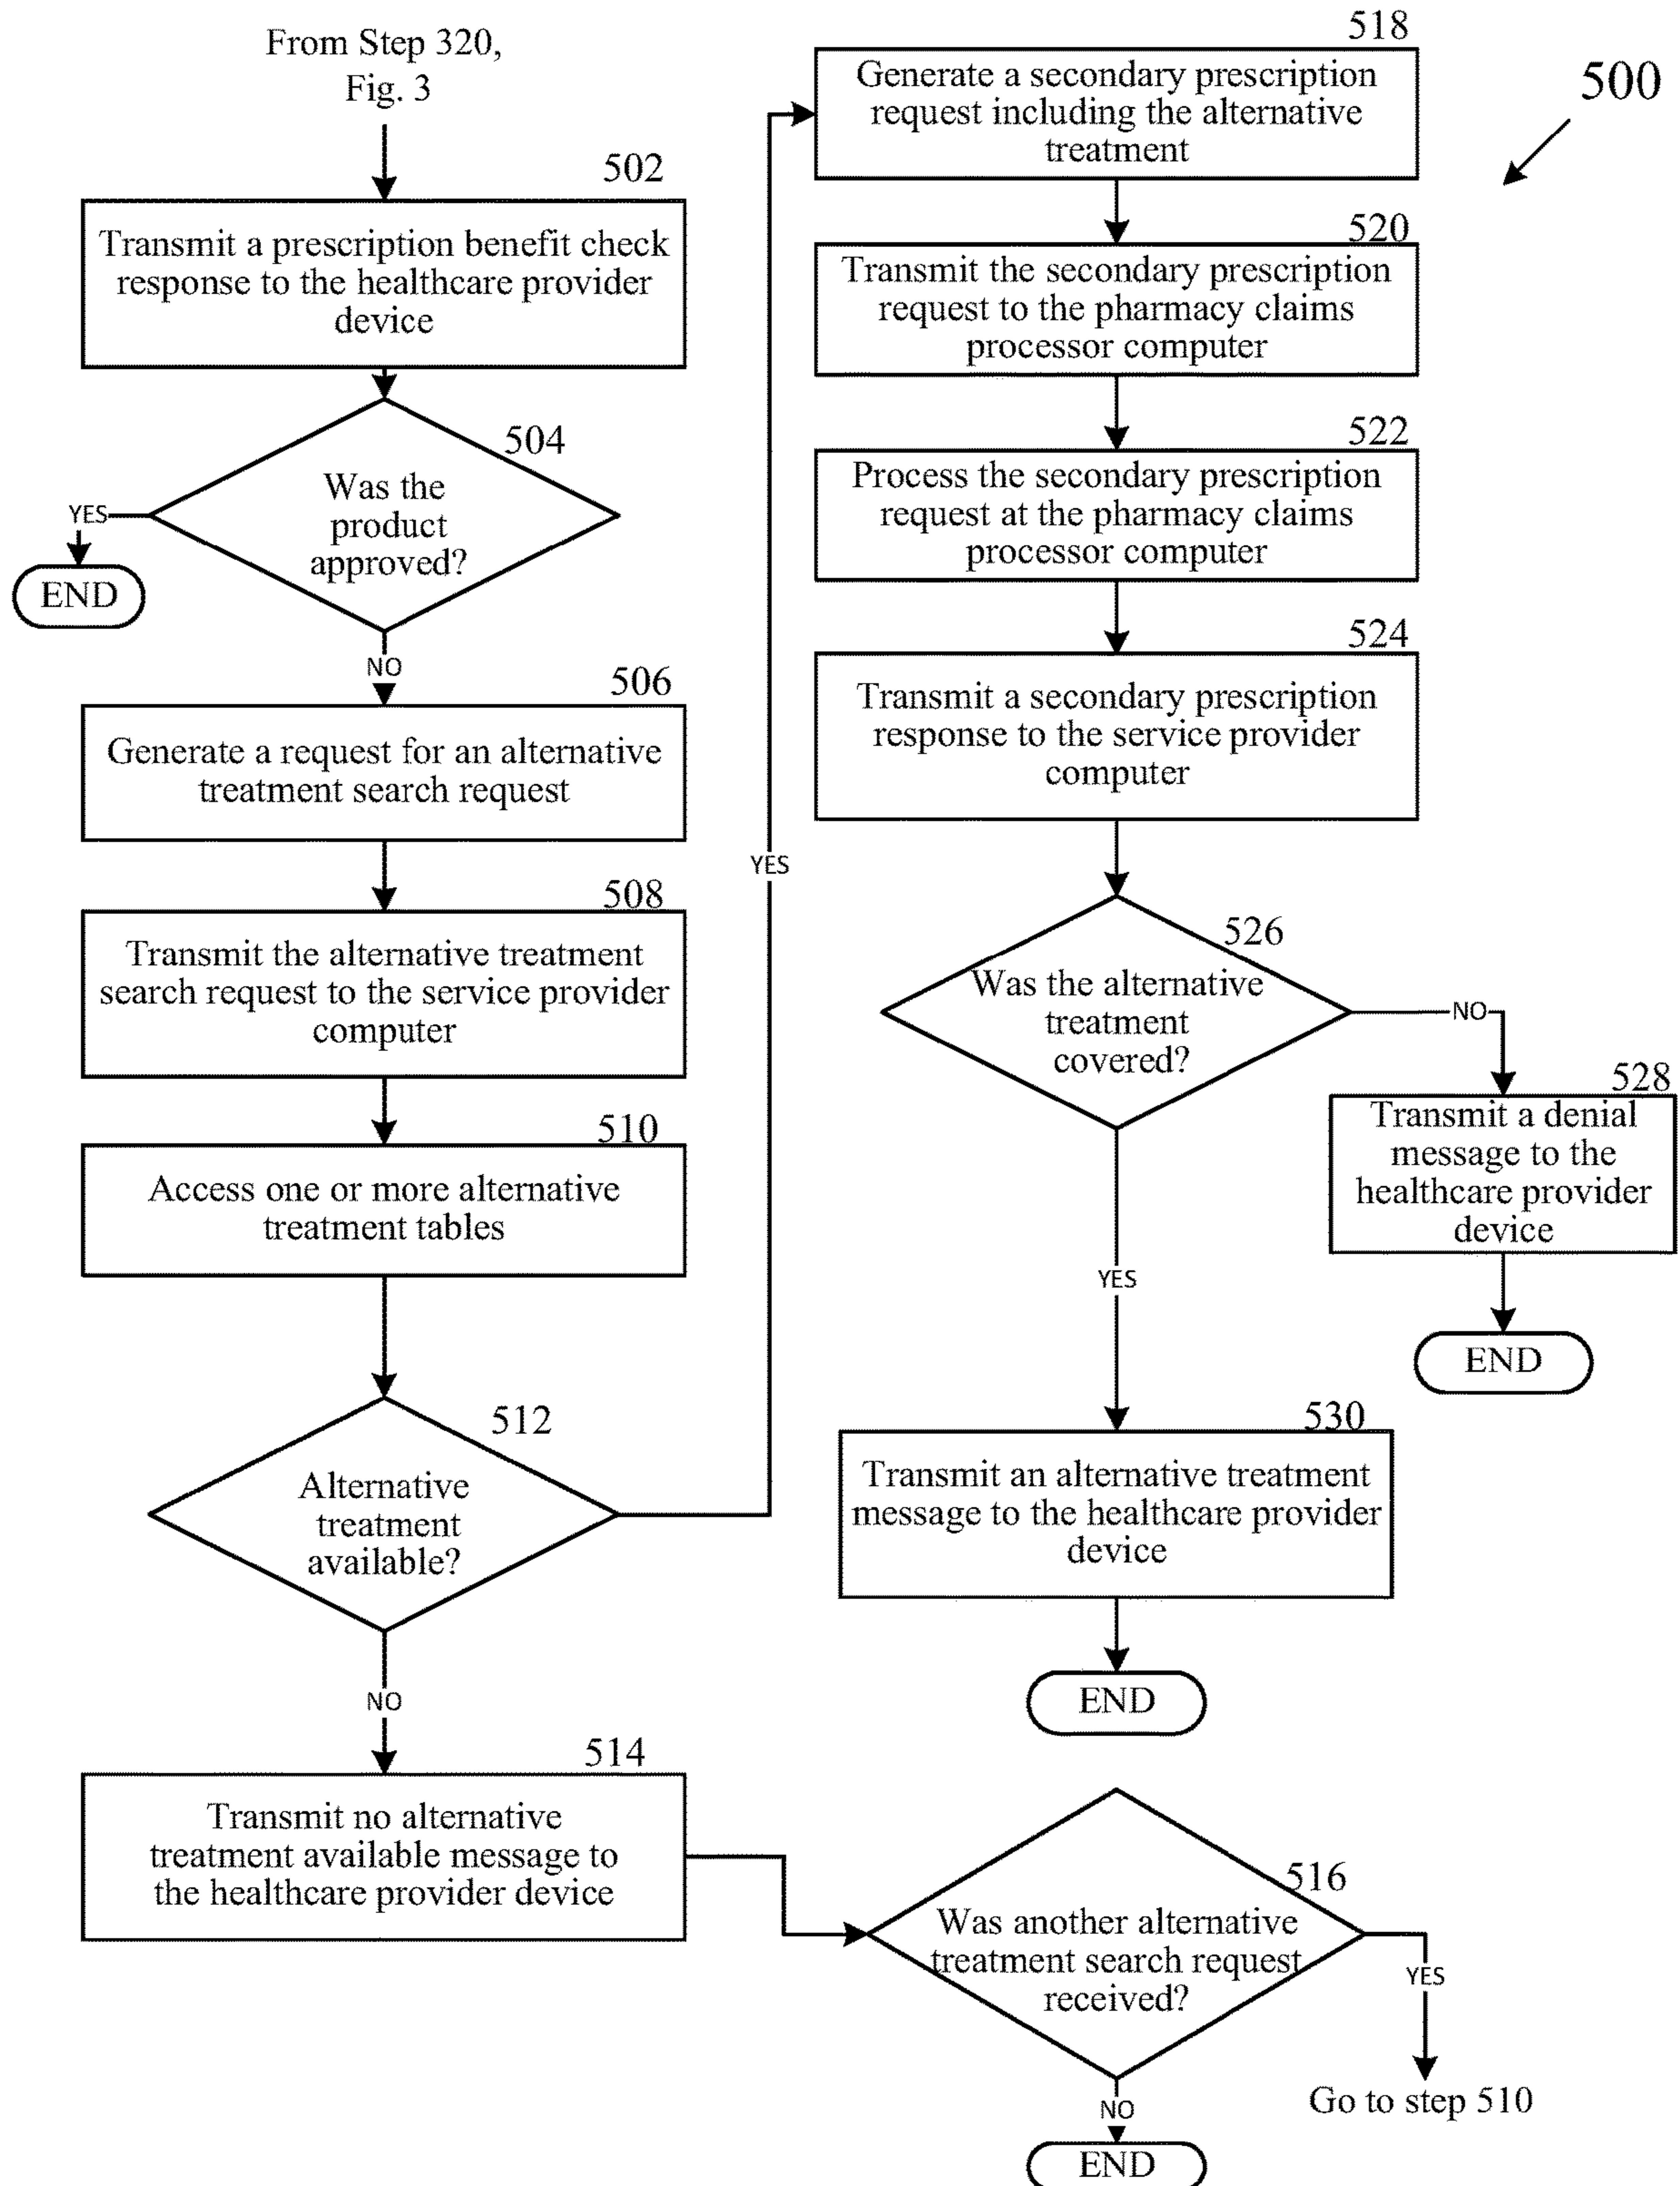 From Step 320,
Fig. 3
502
Transmit a prescription benefit check
response to the healthcare provider
device
504
Was the
product
approved?
YES
END
NO
506
Generate a request for an alternative
treatment search request
508
Transmit the alternative treatment
search request to the service provider
computer
510
Access one or more alternative
treatment tables
512
Alternative
treatment
available?
YES
NO
514
Transmit no alternative
treatment available message to
the healthcare provider device
516
Was another alternative
treatment search request
received?
YES
Go to step 510
NO
END
500
518
Generate a secondary prescription
request including the alternative
treatment
520
Transmit the secondary prescription
request to the pharmacy claims
processor computer
522
Process the secondary prescription
request at the pharmacy claims
processor computer
524
Transmit a secondary prescription
response to the service provider
computer
526
Was the alternative
treatment
covered?
NO
528
Transmit a denial
message to the
healthcare provider
device
END
YES
530
Transmit an alternative treatment
message to the healthcare provider
device
END